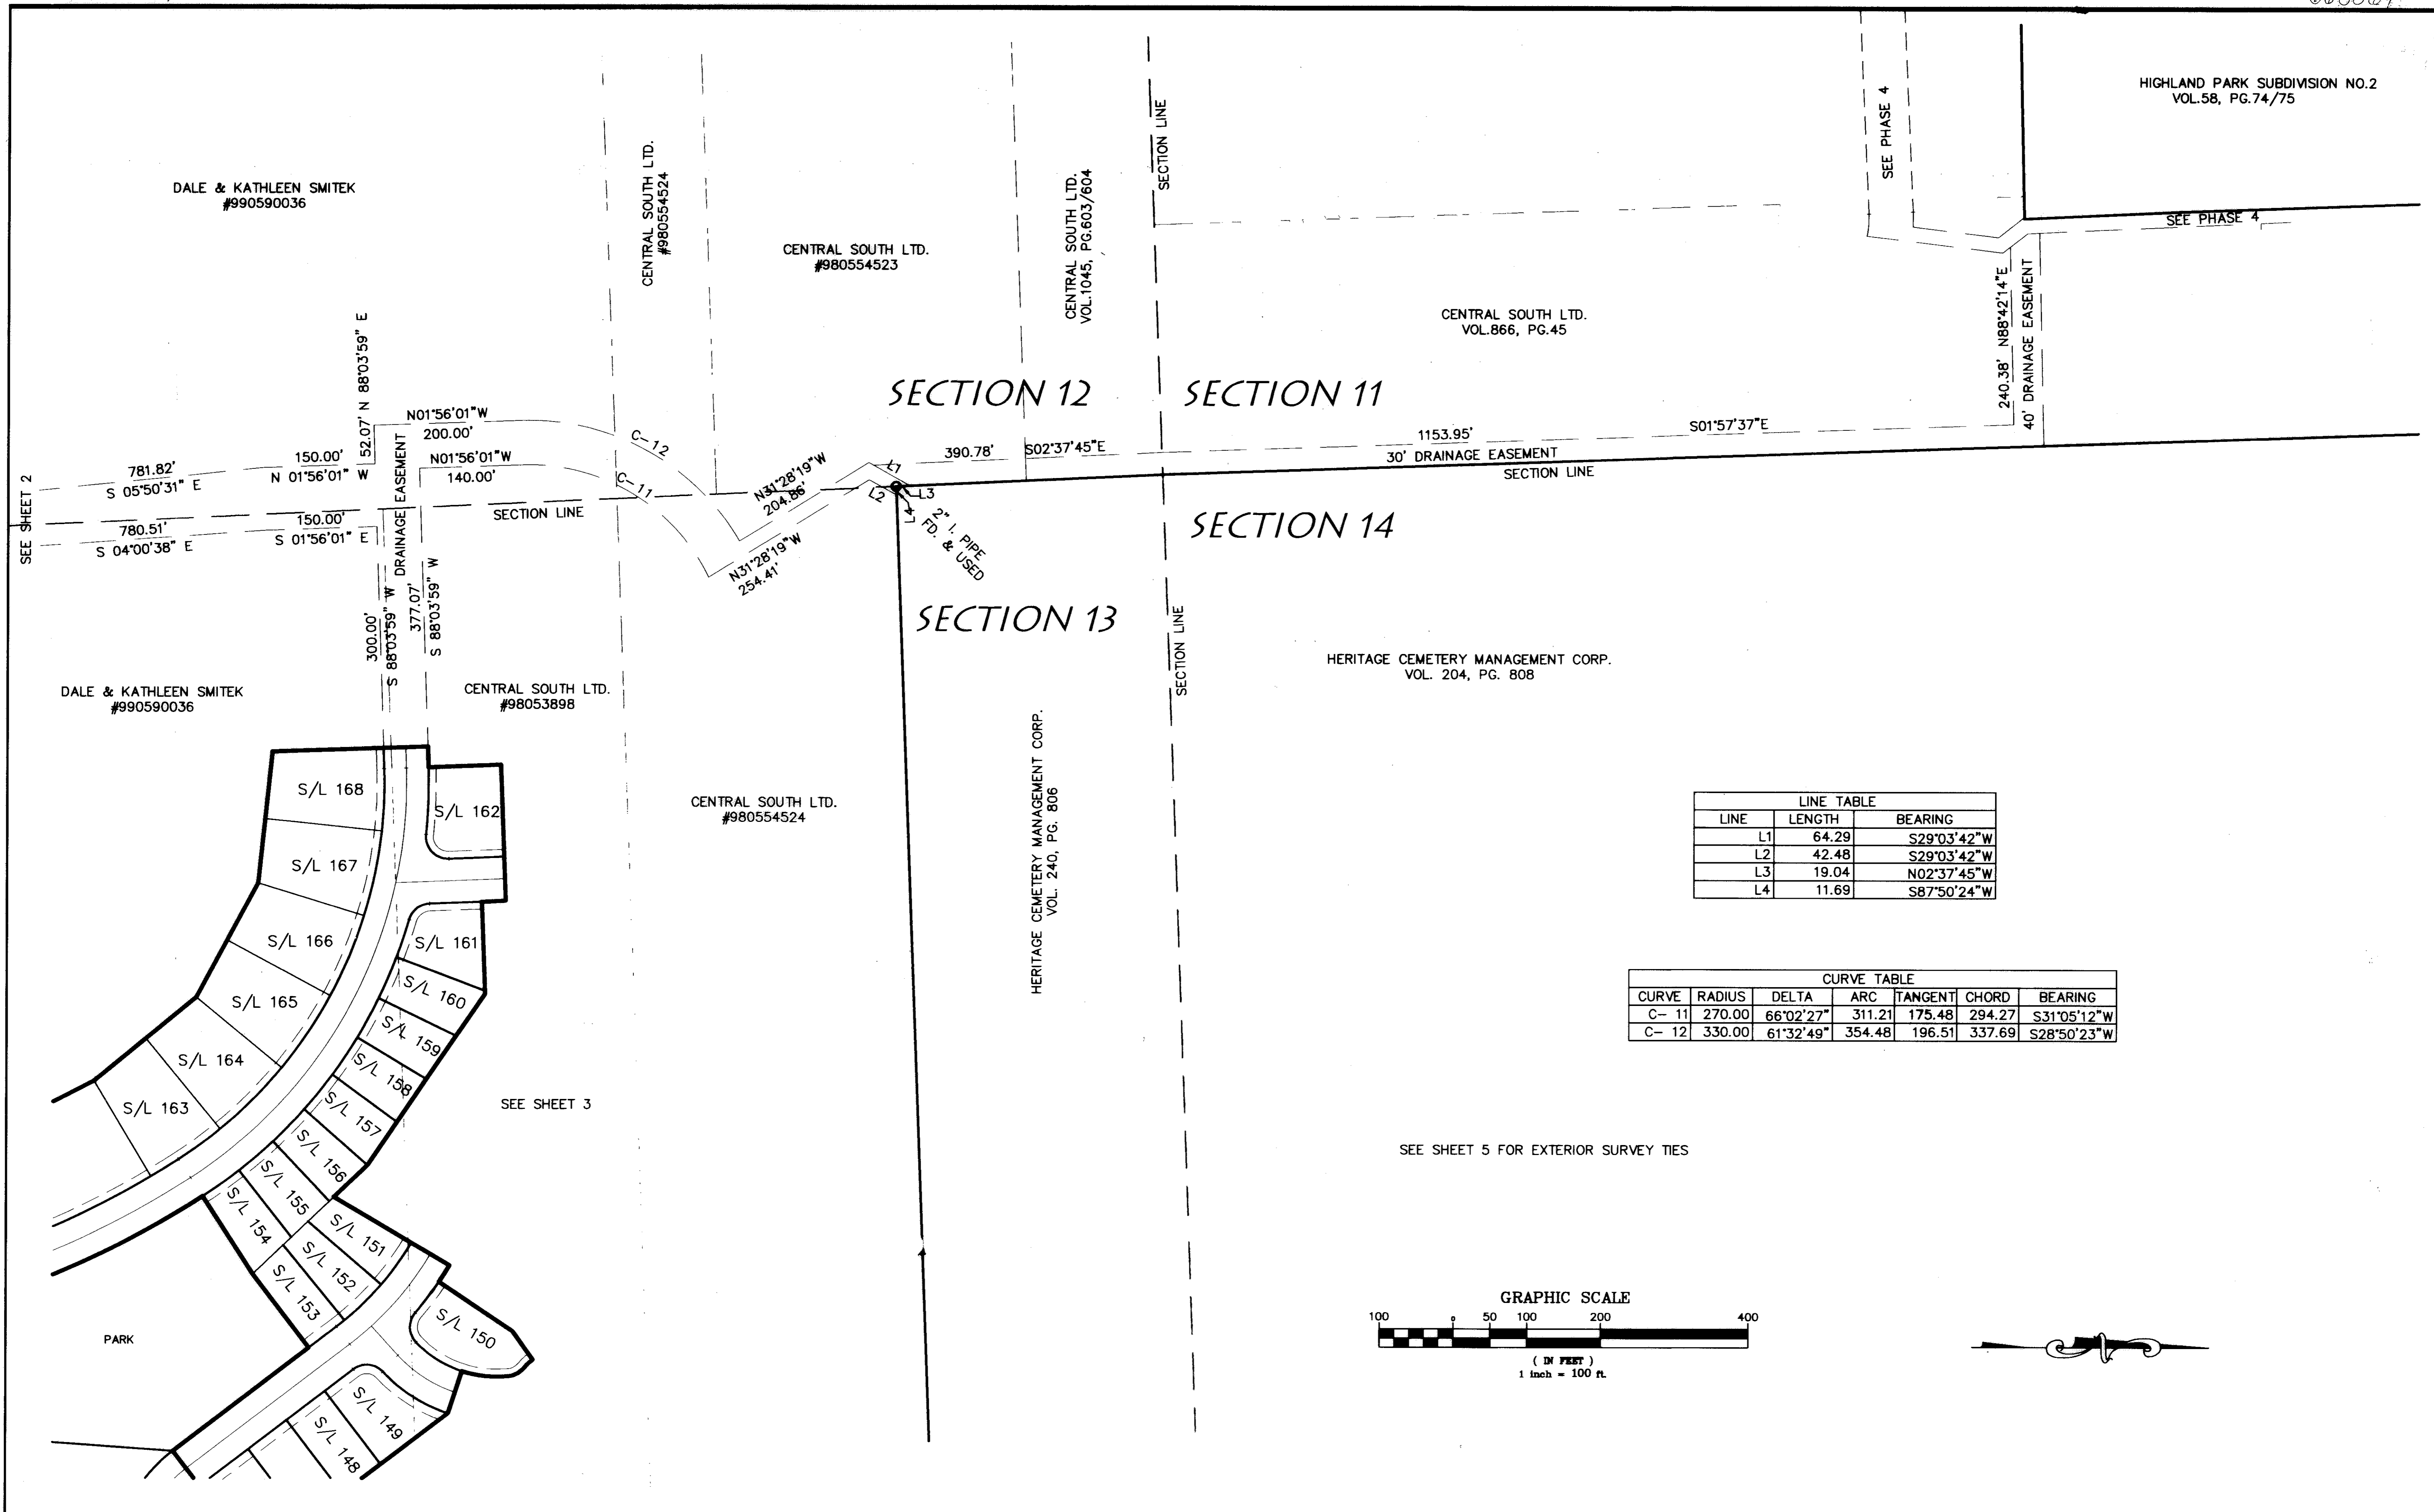 HIGHLAND PARK SUBDIVISION NO.2
VOL.58, PG.74/75
SEE PHASE 4
SEE PHASE 4
SECTION LINE
DALE & KATHLEEN SMITEK
#990590036
CENTRAL SOUTH LTD.
#980554524
CENTRAL SOUTH LTD.
#980554523
CENTRAL SOUTH LTD.
VOL.1045, PG.603/604
CENTRAL SOUTH LTD.
VOL.866, PG.45
240.38' N88°42'14"E
40' DRAINAGE EASEMENT
SECTION 12
SECTION 11
SEE SHEET 2
781.82'
S 05°50'31" E
150.00'
N 01°56'01" W
52.07' N 88°03'59" E
N01°56'01"W
200.00'
N01°56'01"W
140.00'
C-12
C-11
780.51'
S 04°00'38" E
150.00'
S 01°56'01" E
DRAINAGE EASEMENT
SECTION LINE
300.00'
S 88°03'59" W
377.07'
S 88°03'59" W
N31°28'19"W
204.86'
N31°28'19"W
254.41'
L1
L2
L3
L4
2" I. PIPE
FD. & USED
390.78'
S02°37'45"E
1153.95'
S01°57'37"E
30' DRAINAGE EASEMENT
SECTION LINE
SECTION 14
SECTION 13
SECTION LINE
HERITAGE CEMETERY MANAGEMENT CORP.
VOL. 204, PG. 808
DALE & KATHLEEN SMITEK
#990590036
CENTRAL SOUTH LTD.
#98053898
CENTRAL SOUTH LTD.
#980554524
HERITAGE CEMETERY MANAGEMENT CORP.
VOL. 240, PG. 806
LINE TABLE
LINE LENGTH BEARING
L1 64.29 S29°03'42"W
L2 42.48 S29°03'42"W
L3 19.04 N02°37'45"W
L4 11.69 S87°50'24"W
CURVE TABLE
CURVE RADIUS DELTA ARC TANGENT CHORD BEARING
C- 11 270.00 66°02'27" 311.21 175.48 294.27 S31°05'12"W
C- 12 330.00 61°32'49" 354.48 196.51 337.69 S28°50'23"W
S/L 168
S/L 162
S/L 167
S/L 166
S/L 161
S/L 165
S/L 160
S/L 159
S/L 164
S/L 158
S/L 163
S/L 157
S/L 156
S/L 155
S/L 154
S/L 151
S/L 152
S/L 153
S/L 150
S/L 149
S/L 148
PARK
SEE SHEET 3
SEE SHEET 5 FOR EXTERIOR SURVEY TIES
GRAPHIC SCALE
100 0 50 100 200 400
( IN FEET )
1 inch = 100 ft.